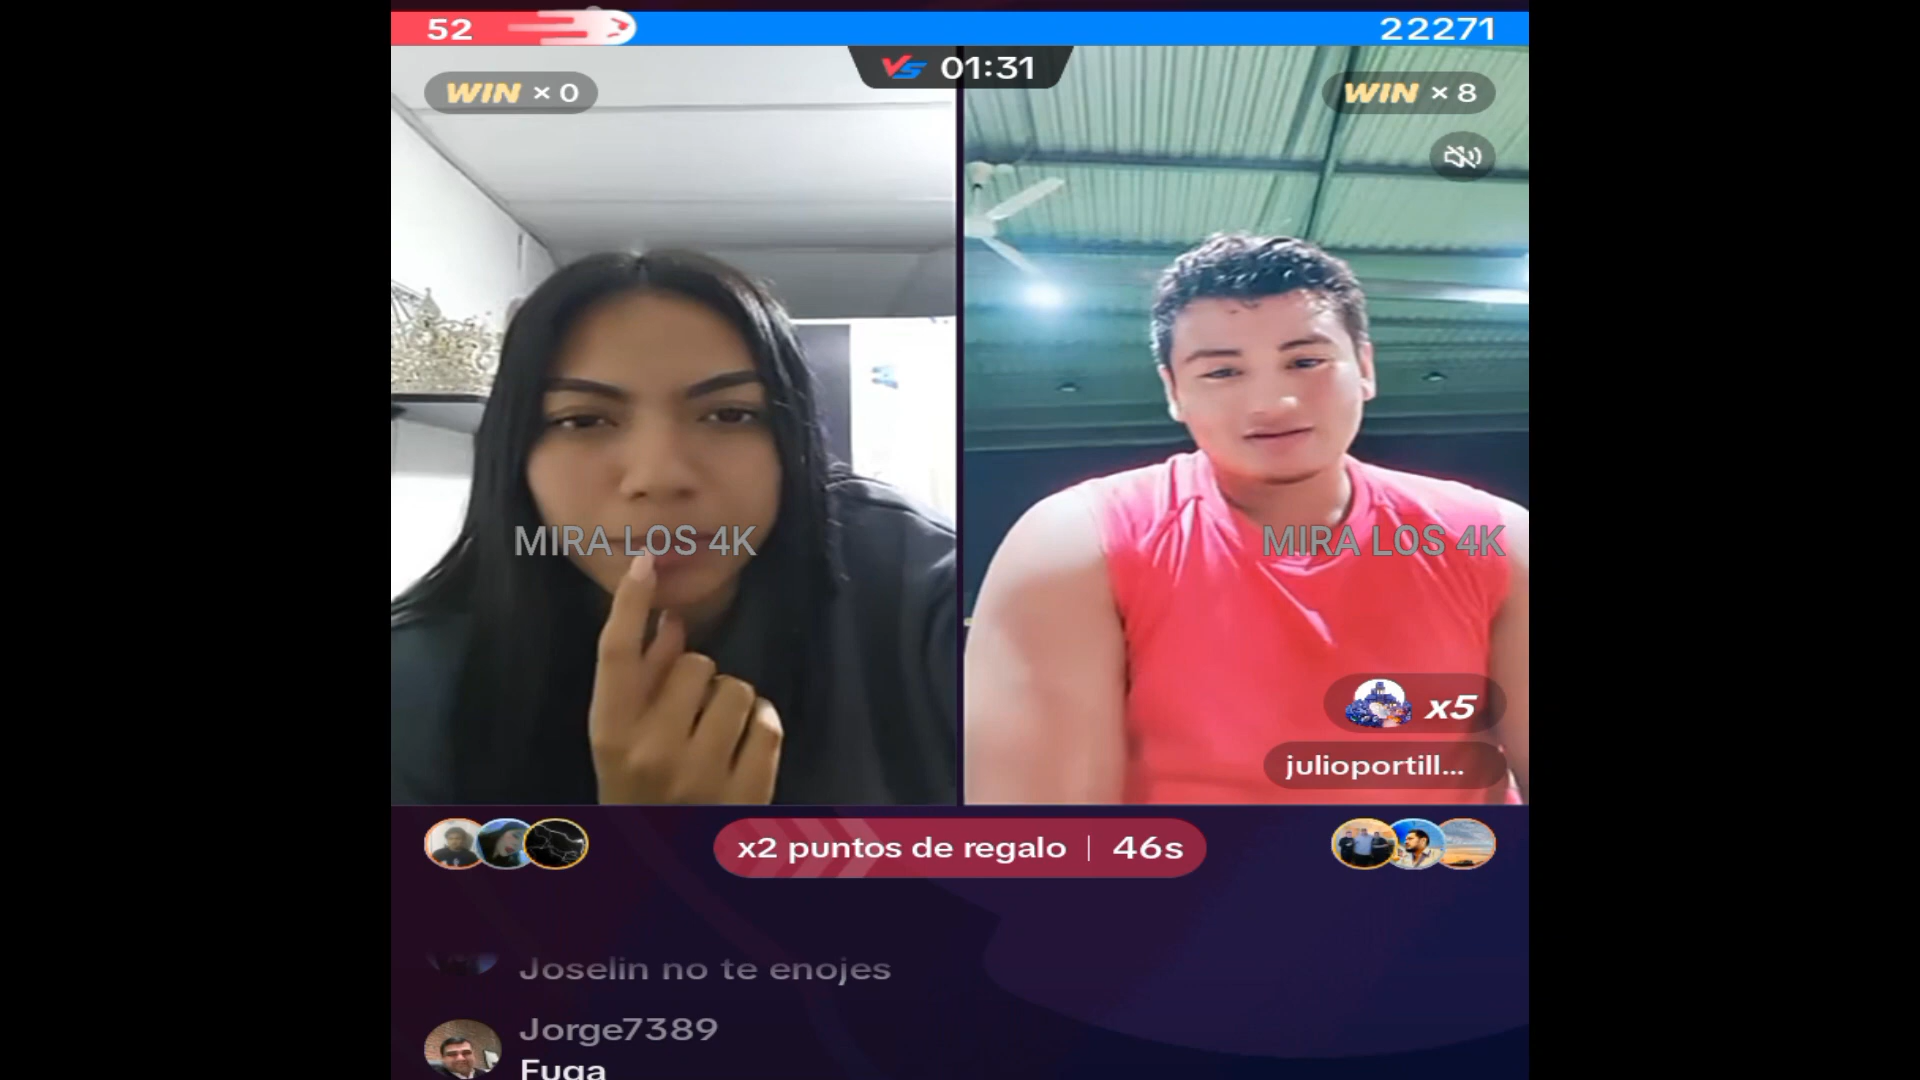 52
22271
VS 01:31
WIN × 0
WIN × 8
MIRA LOS 4K
MIRA LOS 4K
x5
julioportill...
x2 puntos de regalo | 46s
Joselin no te enojes
Jorge7389
Fuga